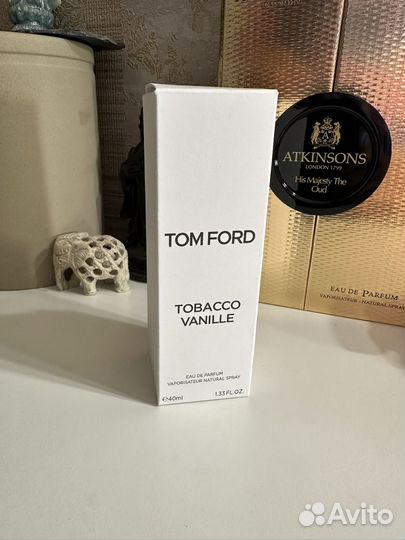 TOM FORD
TOBACCO
VANILLE
EAU DE PARFUM
VAPORISATEUR NATURAL SPRAY
℮40ml 1.33 FL.OZ.
ATKINSONS
LONDON 1799
His Majesty The
Oud
EAU DE PARFUM
VAPORISATEUR - NATURAL SPRAY
Avito